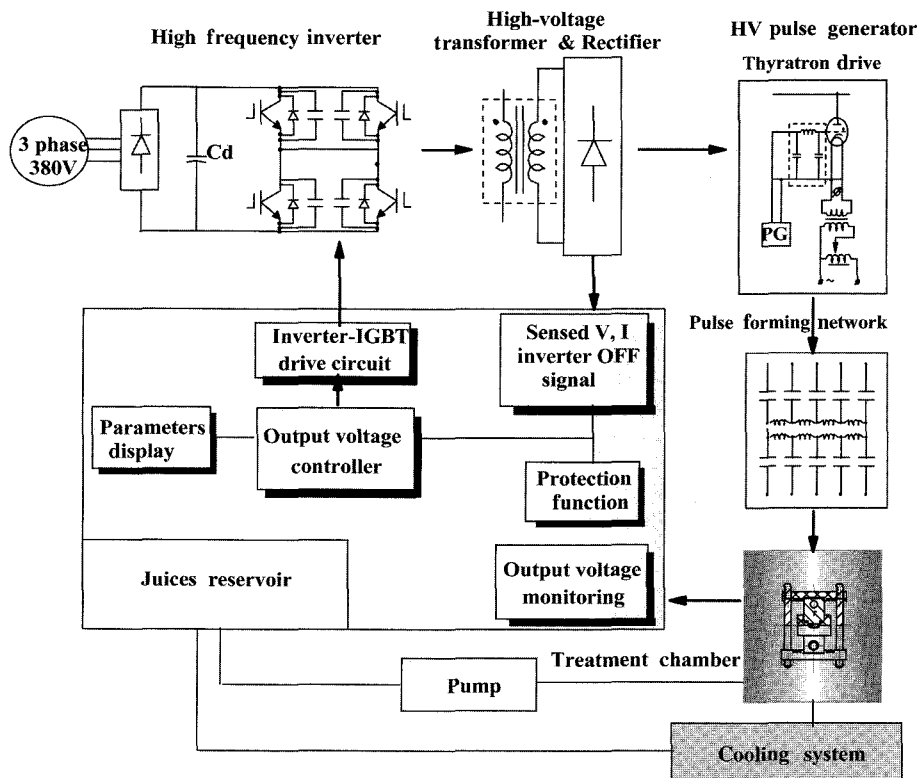 High frequency inverter
High-voltage
transformer & Rectifier
HV pulse generator
Thyratron drive
3 phase
380V
Cd
PG
~
Inverter-IGBT
drive circuit
Sensed V, I
inverter OFF
signal
Pulse forming network
Parameters
display
Output voltage
controller
Protection
function
Juices reservoir
Output voltage
monitoring
Treatment chamber
Pump
Cooling system